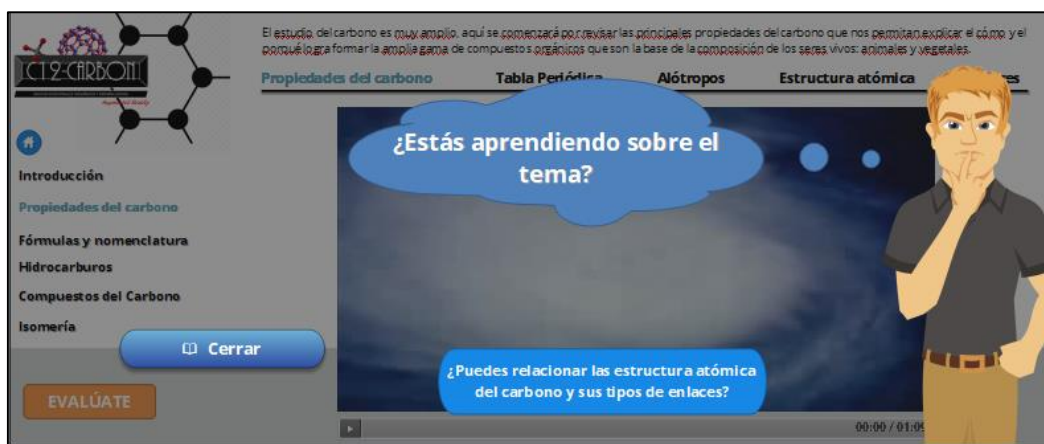 El estudio del carbono es muy amplio, aquí se comenzará por revisar las principales propiedades del carbono que nos permitan explicar el cómo y el
porqué logra formar la amplia gama de compuestos orgánicos que son la base de la composición de los seres vivos: animales y vegetales.
CT2-CARBON
Propiedades del carbono Tabla Periódica Alótropos Estructura atómica
¿Estás aprendiendo sobre el
tema?
Introducción
Propiedades del carbono
Fórmulas y nomenclatura
Hidrocarburos
Compuestos del Carbono
Isomería
Cerrar
¿Puedes relacionar las estructura atómica
del carbono y sus tipos de enlaces?
EVALÚATE
00:00 / 01:09